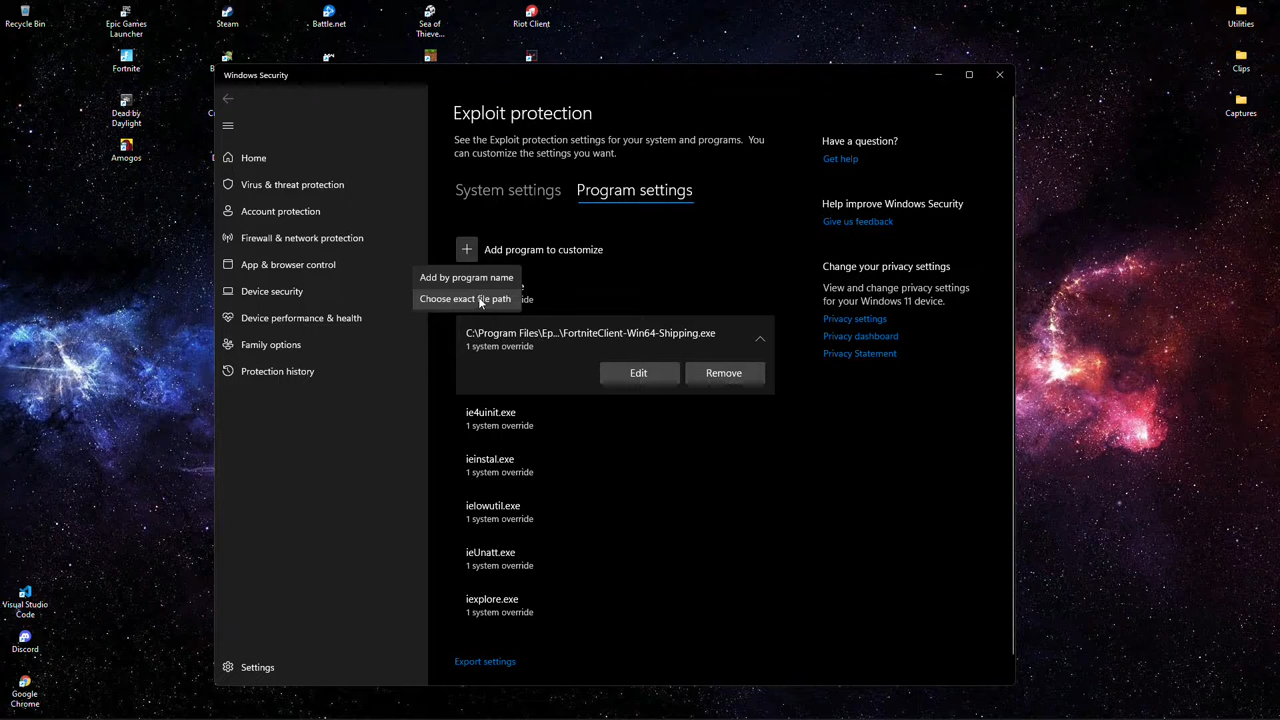 Recycle Bin
Epic Games
Launcher
Steam
Battle.net
Sea of
Thieve...
Riot Client
Utilities
Fortnite
Clips
Dead by
Daylight
Captures
Amogos
Windows Security
Home
Virus & threat protection
Account protection
Firewall & network protection
App & browser control
Device security
Device performance & health
Family options
Protection history
Settings
Exploit protection
See the Exploit protection settings for your system and programs. You
can customize the settings you want.
System settings
Program settings
Add program to customize
Add by program name
Choose exact file path
C:\Program Files\Ep...\FortniteClient-Win64-Shipping.exe
1 system override
Edit
Remove
ie4uinit.exe
1 system override
ieinstal.exe
1 system override
ielowutil.exe
1 system override
ieUnatt.exe
1 system override
iexplore.exe
1 system override
Export settings
Have a question?
Get help
Help improve Windows Security
Give us feedback
Change your privacy settings
View and change privacy settings
for your Windows 11 device.
Privacy settings
Privacy dashboard
Privacy Statement
Visual Studio
Code
Discord
Google
Chrome